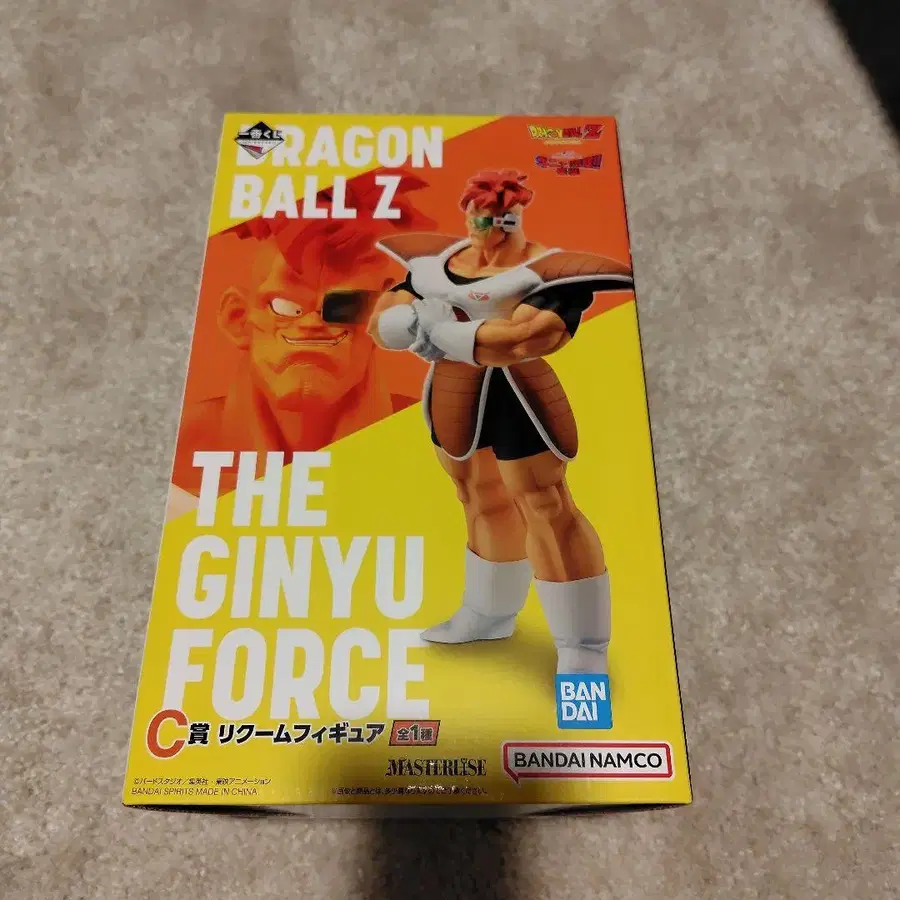 一番くじ
DRAGON
BALL Z
DRAGON BALL Z
THE
GINYU
FORCE
C賞 リクームフィギュア 全1種
BAN
DAI
BANDAI NAMCO
MASTERLISE
©バードスタジオ/集英社・東映アニメーション
BANDAI SPIRITS MADE IN CHINA